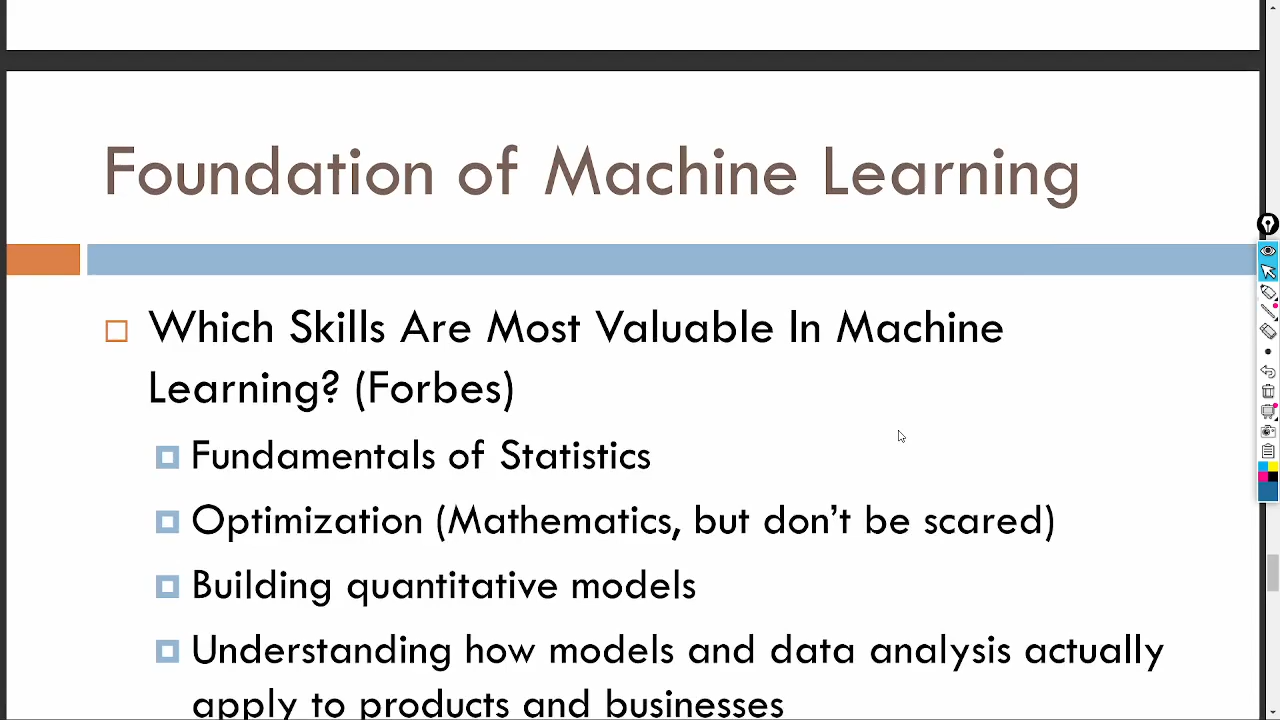 Foundation of Machine Learning
Which Skills Are Most Valuable In Machine
Learning? (Forbes)
Fundamentals of Statistics
Optimization (Mathematics, but don’t be scared)
Building quantitative models
Understanding how models and data analysis actually
apply to products and businesses